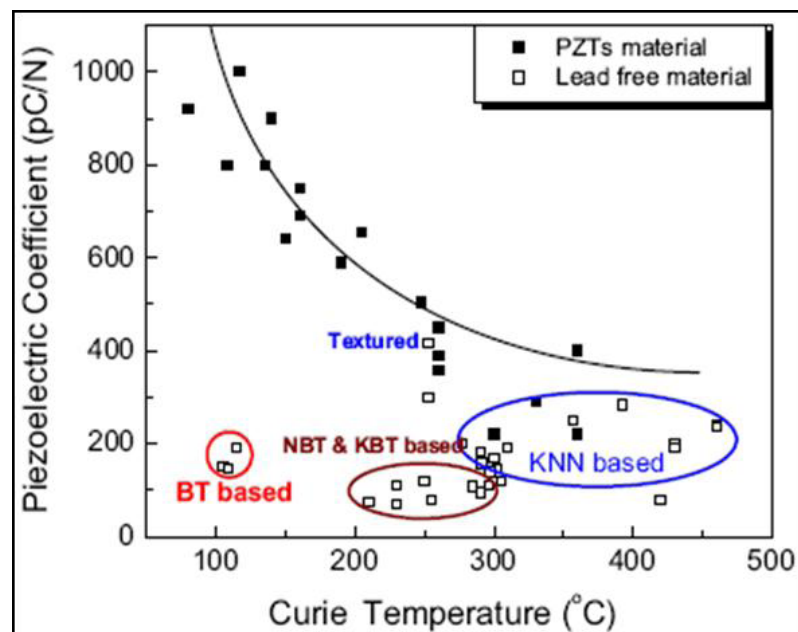 PZTs material
Lead free material
Piezoelectric Coefficient (pC/N)
1000
800
600
400
200
0
Textured
NBT & KBT based
KNN based
BT based
100
200
300
400
500
Curie Temperature (°C)